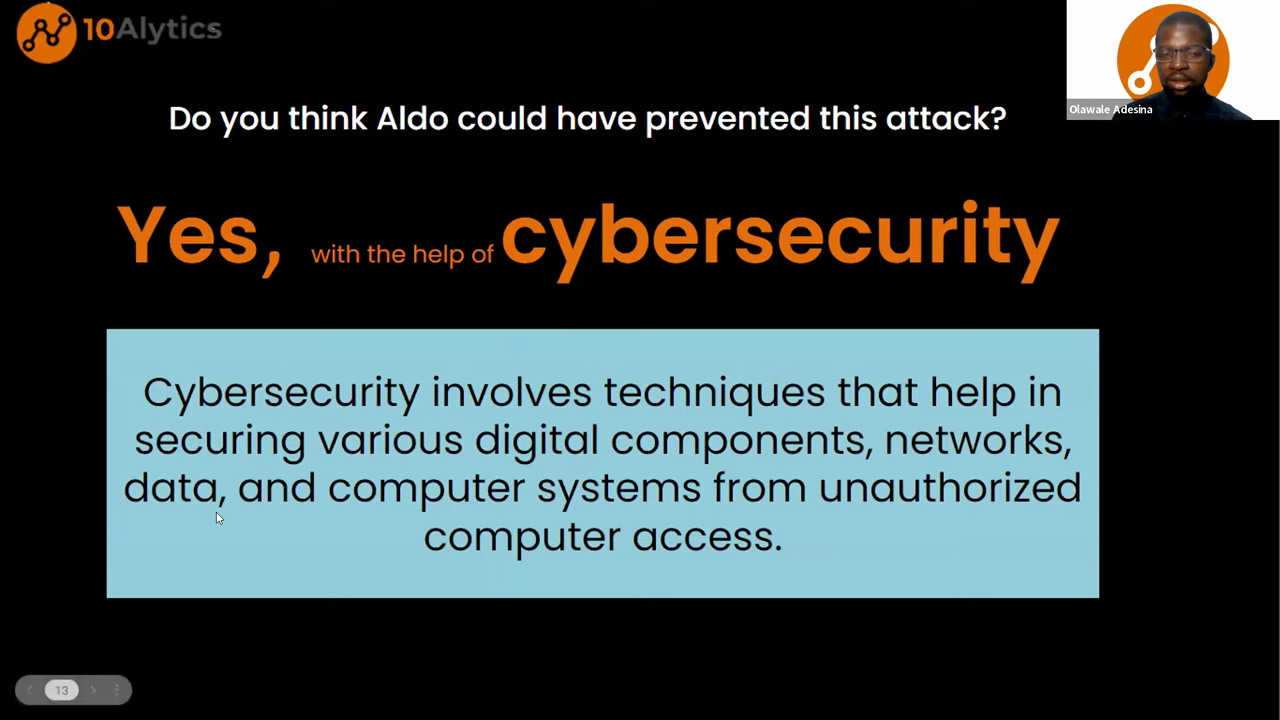 10Alytics
Olawale Adesina
Do you think Aldo could have prevented this attack?
Yes, with the help of cybersecurity
Cybersecurity involves techniques that help in
securing various digital components, networks,
data, and computer systems from unauthorized
computer access.
13